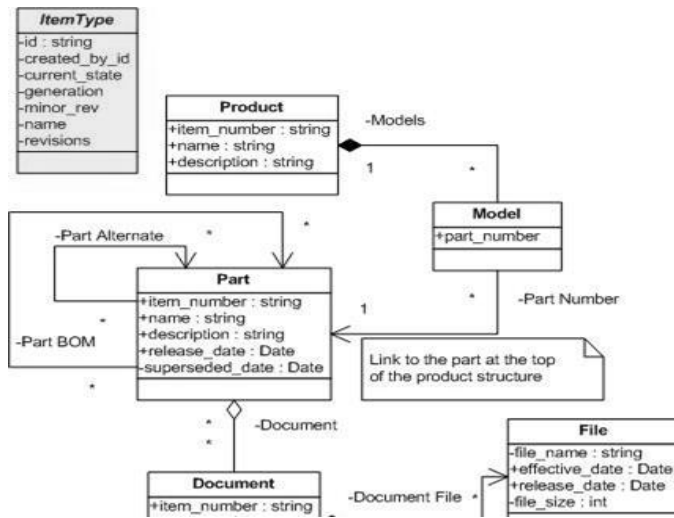 ItemType
-id : string
-created_by_id
-current_state
-generation
-minor_rev
-name
-revisions
Product
+item_number : string
+name : string
+description : string
-Models
1
*
Model
+part_number
-Part Alternate
*
*
Part
+item_number : string
+name : string
+description : string
+release_date : Date
-superseded_date : Date
*
-Part BOM
*
1
*
-Part Number
Link to the part at the top
of the product structure
*
*
-Document
Document
+item_number : string
-Document File
*
*
File
-file_name : string
+effective_date : Date
+release_date : Date
-file_size : int